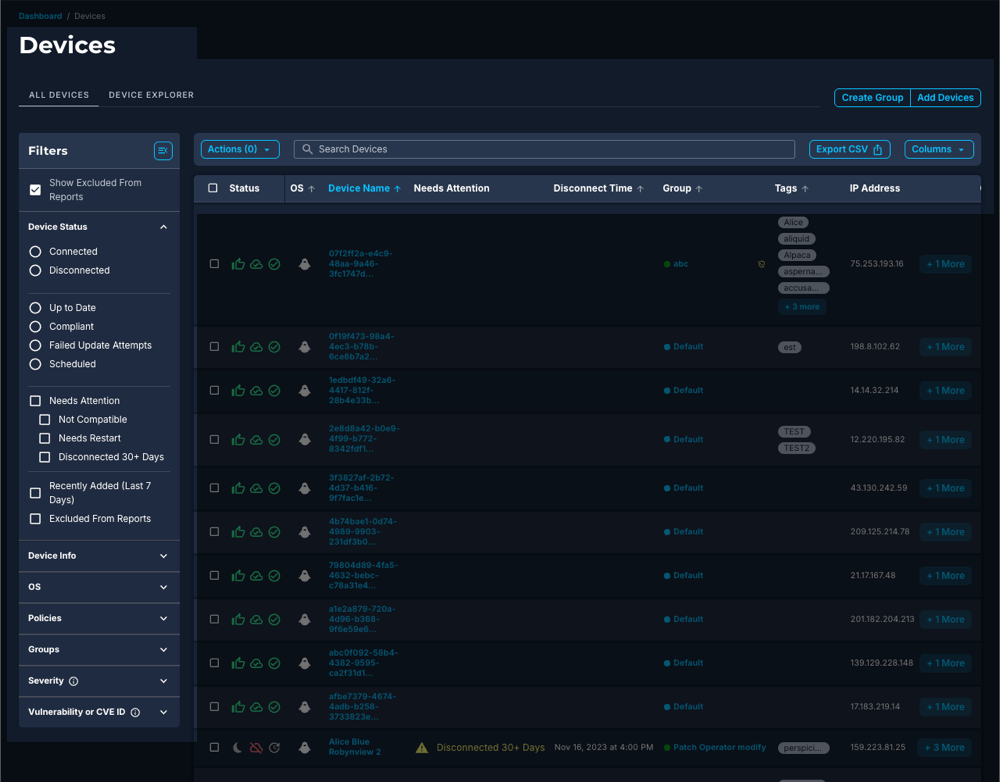 Dashboard / Devices
Devices
ALL DEVICES DEVICE EXPLORER
Create Group Add Devices
Filters
Show Excluded From
Reports
Device Status
Connected
Disconnected
Up to Date
Compliant
Failed Update Attempts
Scheduled
Needs Attention
Not Compatible
Needs Restart
Disconnected 30+ Days
Recently Added (Last 7
Days)
Excluded From Reports
Device Info
OS
Policies
Groups
Severity
Vulnerability or CVE ID
Actions (0) Search Devices Export CSV Columns
Status OS Device Name Needs Attention Disconnect Time Group Tags IP Address
07f2ff2a-e4c9-
48aa-9a46-
3fc1747d...
abc
Alice
aliquid
Alpaca
asperna...
accusa...
+ 3 more
75.253.193.16 + 1 More
0f19f473-98a4-
4ec3-b78b-
6ce6b7a2...
Default est 198.8.102.62 + 1 More
1edbdf49-32a6-
4417-812f-
28b4e33b...
Default 14.14.32.214 + 1 More
2e8d8a42-b0e9-
4f99-b772-
8342fdf1...
Default
TEST
TEST2
12.220.195.82 + 1 More
3f3827af-2b72-
4d37-b416-
9f7fac1e...
Default 43.130.242.59 + 1 More
4b74bae1-0d74-
4989-9903-
231df3b0...
Default 209.125.214.78 + 1 More
79804d89-4fa5-
4632-bebc-
c78a31e4...
Default 21.17.167.48 + 1 More
a1e2a879-720a-
4d96-b368-
9f6e59e6...
Default 201.182.204.213 + 1 More
abc0f092-58b4-
4382-9595-
ca2f31d1...
Default 139.129.228.148 + 1 More
afbe7379-4674-
4adb-b258-
3733823e...
Default 17.183.219.14 + 1 More
Alice Blue
Robynview 2
Disconnected 30+ Days Nov 16, 2023 at 4:00 PM Patch Operator modify perspici... 159.223.81.25 + 3 More